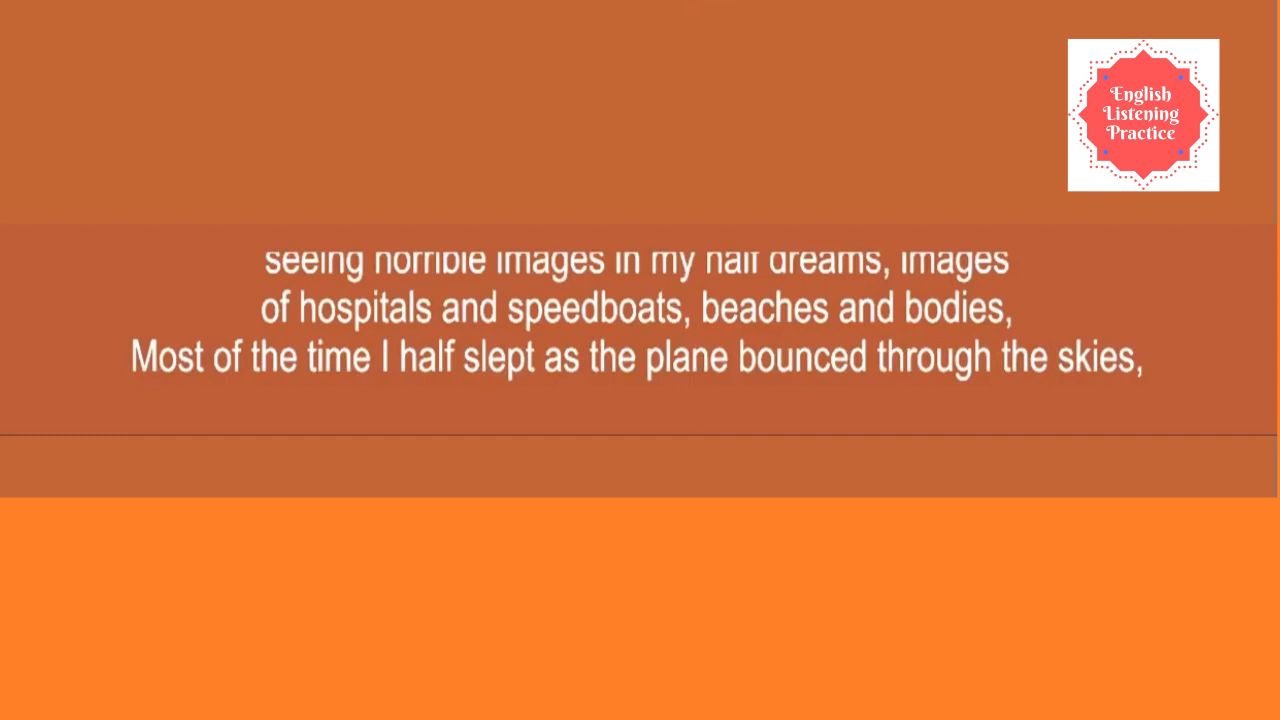 English
Listening
Practice
seeing horrible images in my half dreams, images
of hospitals and speedboats, beaches and bodies,
Most of the time I half slept as the plane bounced through the skies,